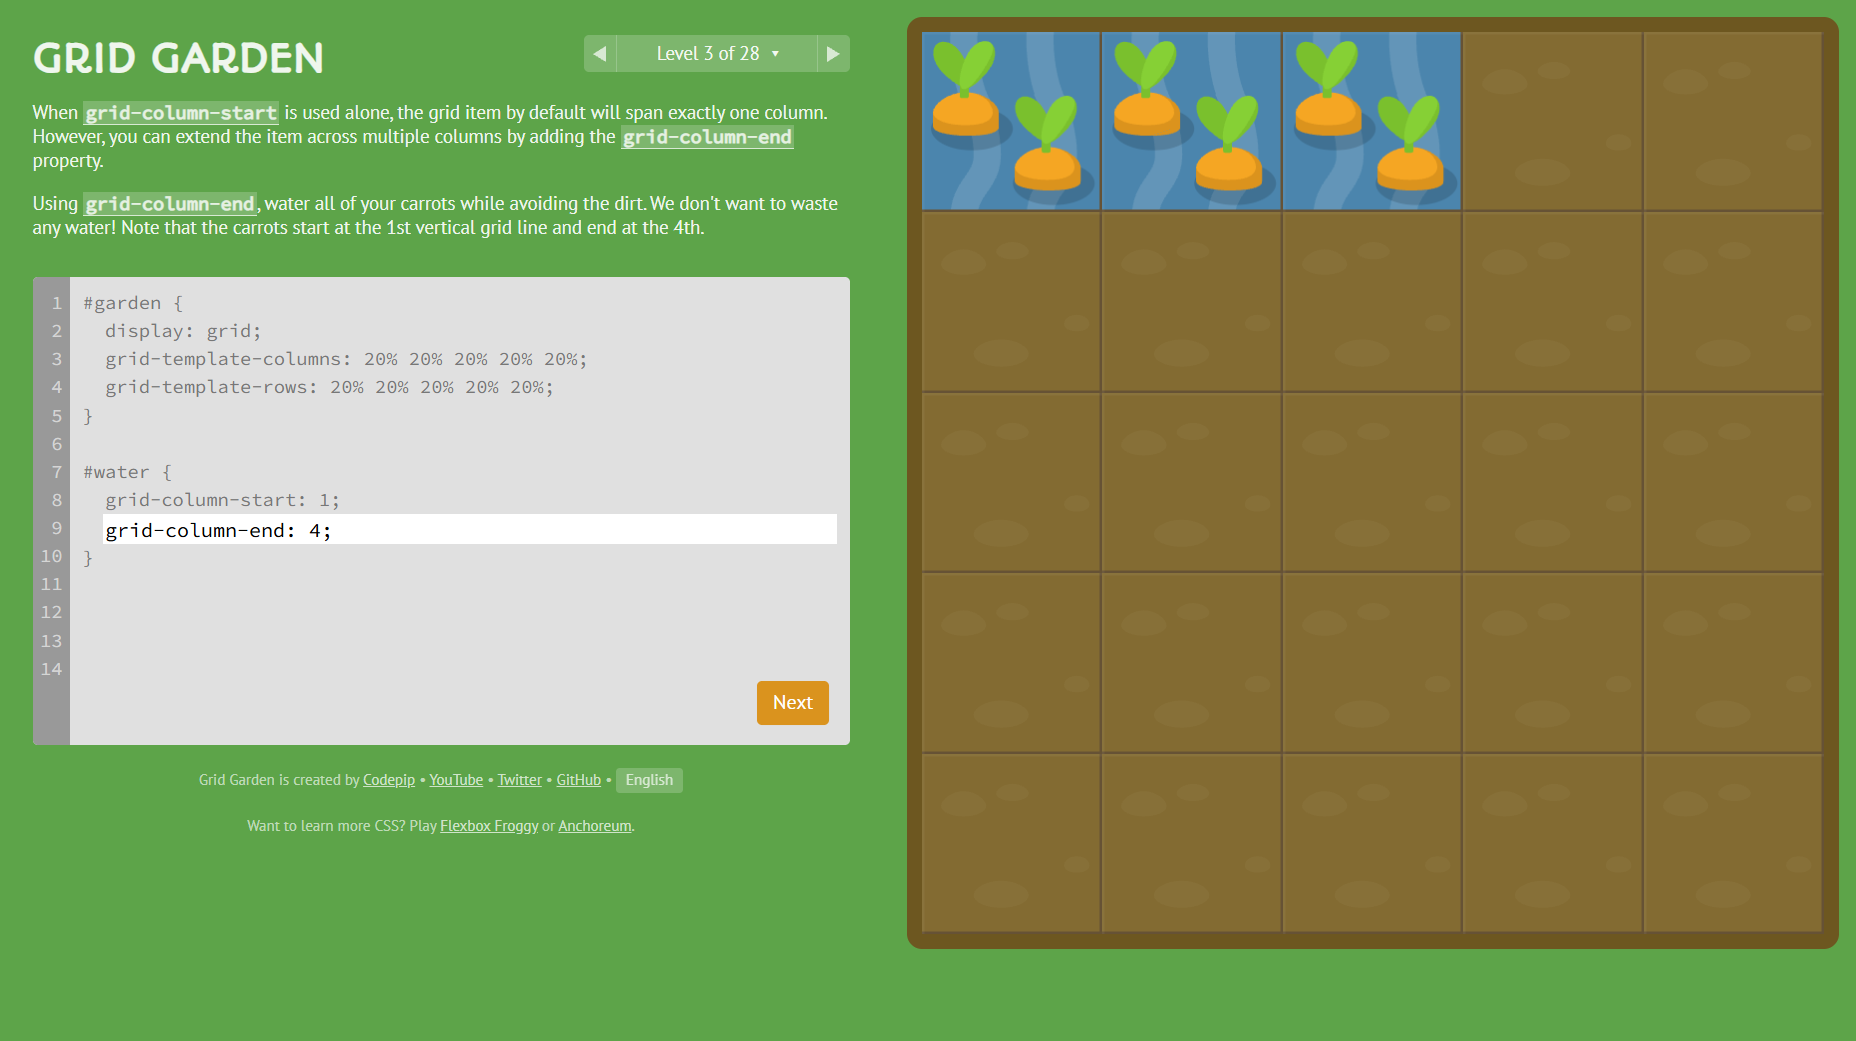 GRID GARDEN
◀ Level 3 of 28 ▾ ▶
When grid-column-start is used alone, the grid item by default will span exactly one column.
However, you can extend the item across multiple columns by adding the grid-column-end
property.
Using grid-column-end, water all of your carrots while avoiding the dirt. We don't want to waste
any water! Note that the carrots start at the 1st vertical grid line and end at the 4th.
1 #garden {
2   display: grid;
3   grid-template-columns: 20% 20% 20% 20% 20%;
4   grid-template-rows: 20% 20% 20% 20% 20%;
5 }
6
7 #water {
8   grid-column-start: 1;
9   grid-column-end: 4;
10 }
11
12
13
14
Next
Grid Garden is created by Codepip • YouTube • Twitter • GitHub • English
Want to learn more CSS? Play Flexbox Froggy or Anchoreum.